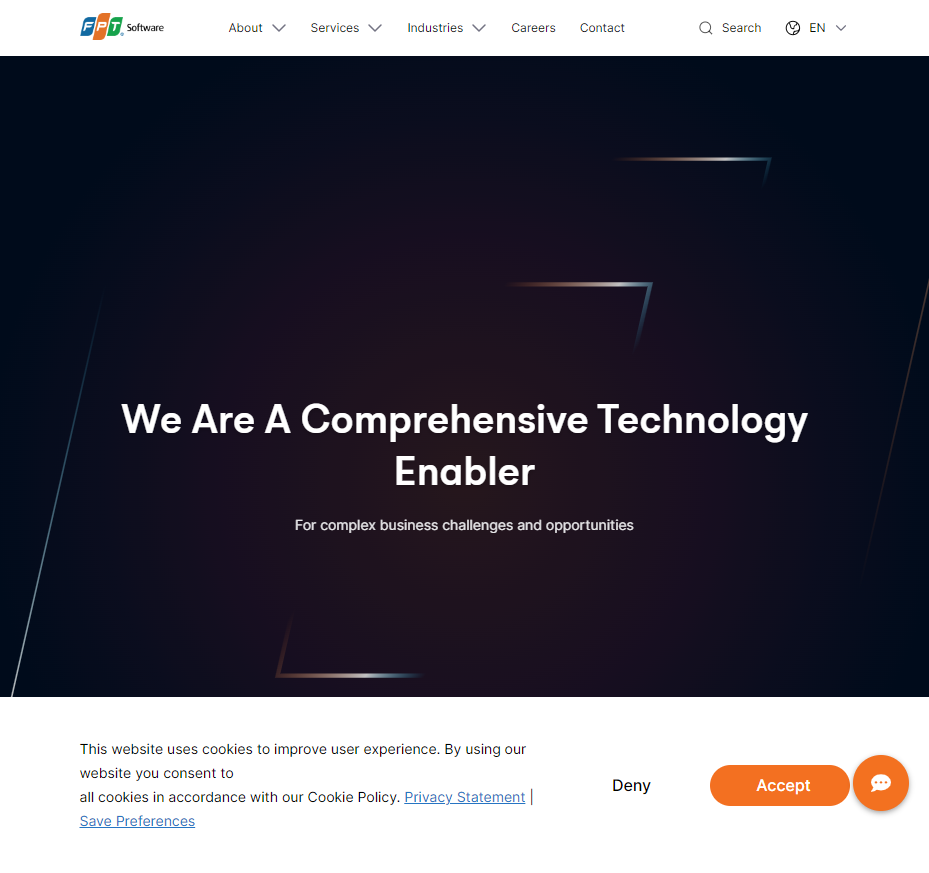 FPT Software
About
Services
Industries
Careers
Contact
Search
EN
We Are A Comprehensive Technology
Enabler
For complex business challenges and opportunities
This website uses cookies to improve user experience. By using our
website you consent to
all cookies in accordance with our Cookie Policy. Privacy Statement |
Save Preferences
Deny
Accept